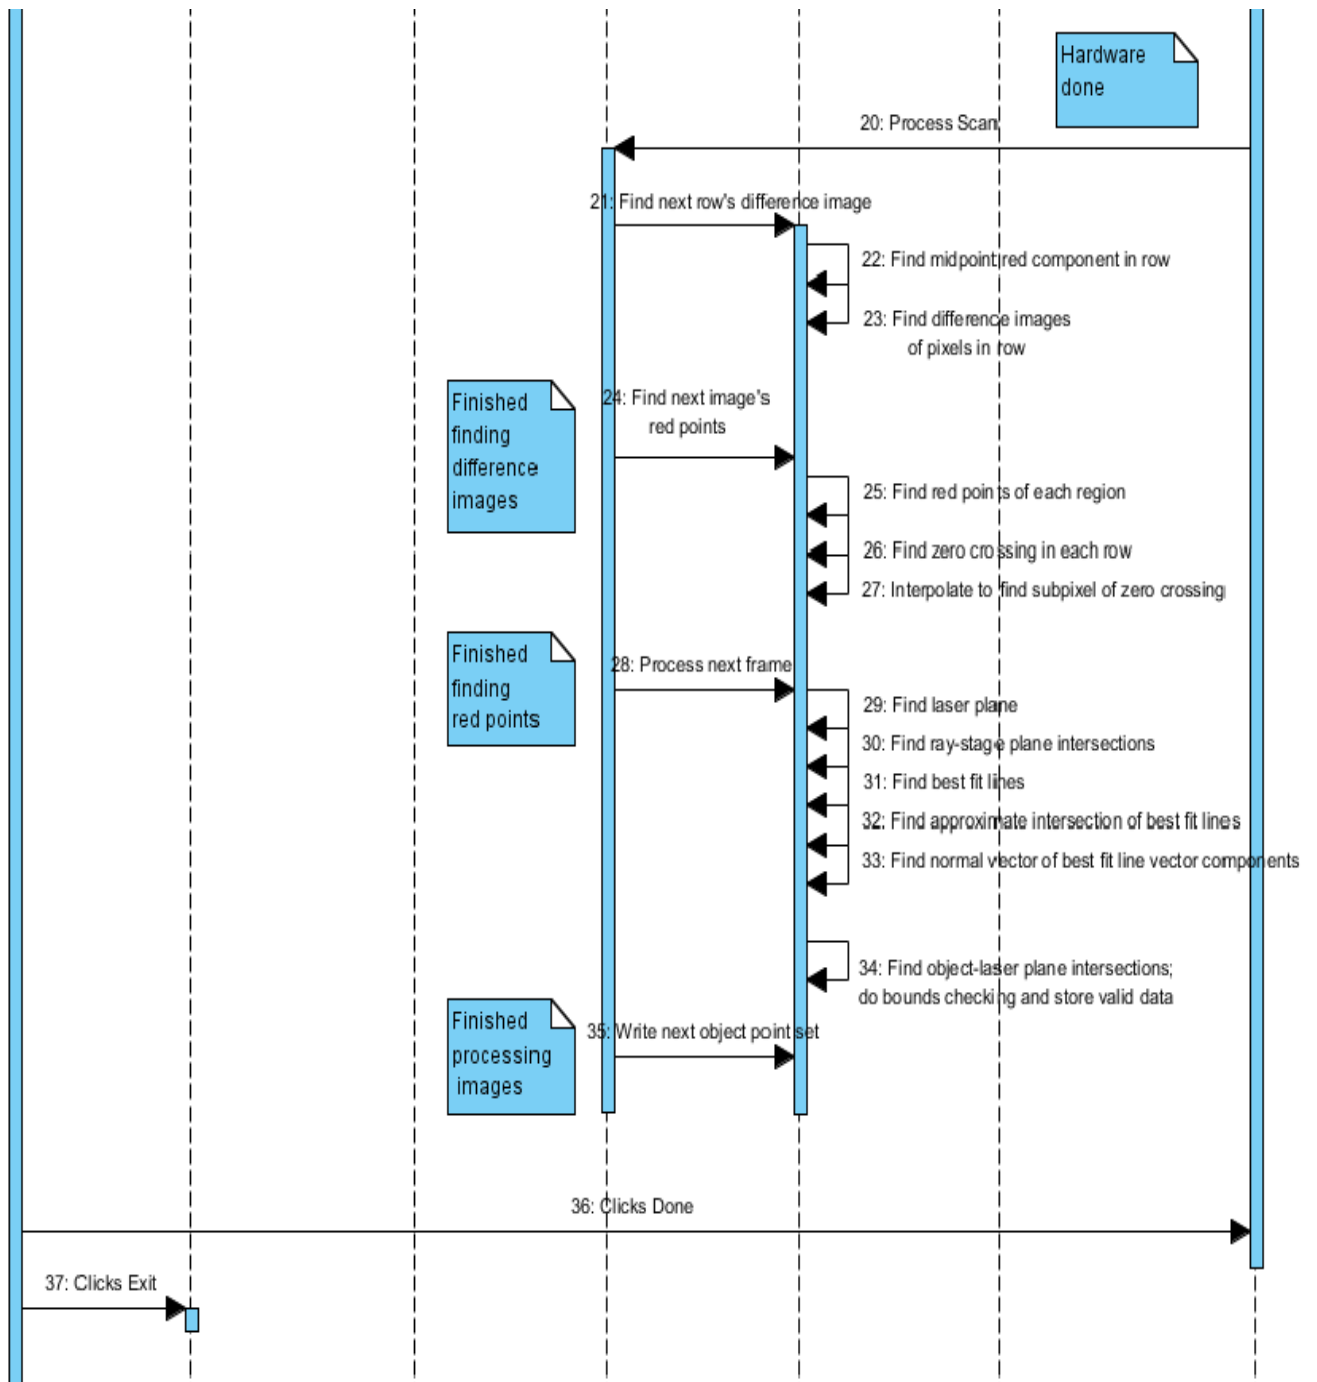 Hardware
done
20: Process Scan
21: Find next row's difference image
22: Find midpoint red component in row
23: Find difference images
of pixels in row
Finished
finding
difference
images
24: Find next image's
red points
25: Find red points of each region
26: Find zero crossing in each row
27: Interpolate to find subpixel of zero crossing
Finished
finding
red points
28: Process next frame
29: Find laser plane
30: Find ray-stage plane intersections
31: Find best fit lines
32: Find approximate intersection of best fit lines
33: Find normal vector of best fit line vector components
34: Find object-laser plane intersections;
do bounds checking and store valid data
Finished
processing
images
35: Write next object point set
36: Clicks Done
37: Clicks Exit